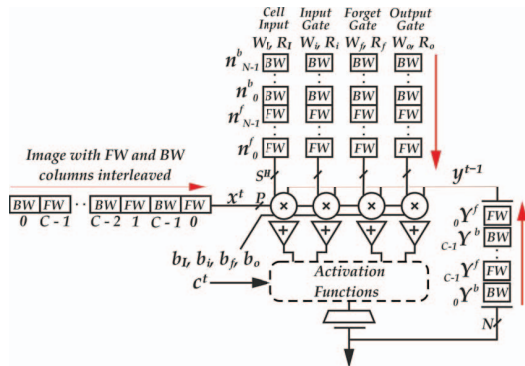 Cell Input Gate Forget Gate Output Gate
Input
W_I, R_I W_i, R_i W_f, R_f W_o, R_o
n^b_{N-1} BW BW BW BW
n^b_0 BW BW BW BW
n^f_{N-1} FW FW FW FW
n^f_0 FW FW FW FW
S^H y^{t-1}
Image with FW and BW
columns interleaved
BW FW BW FW BW FW x^t P
0 C-1 C-2 1 C-1 0
× × × ×
+ + + +
b_I, b_i, b_f, b_o
c^t
Activation
Functions
_0Y^f FW
_{C-1}Y^b BW
_{C-1}Y^f FW
_0Y^b BW
N